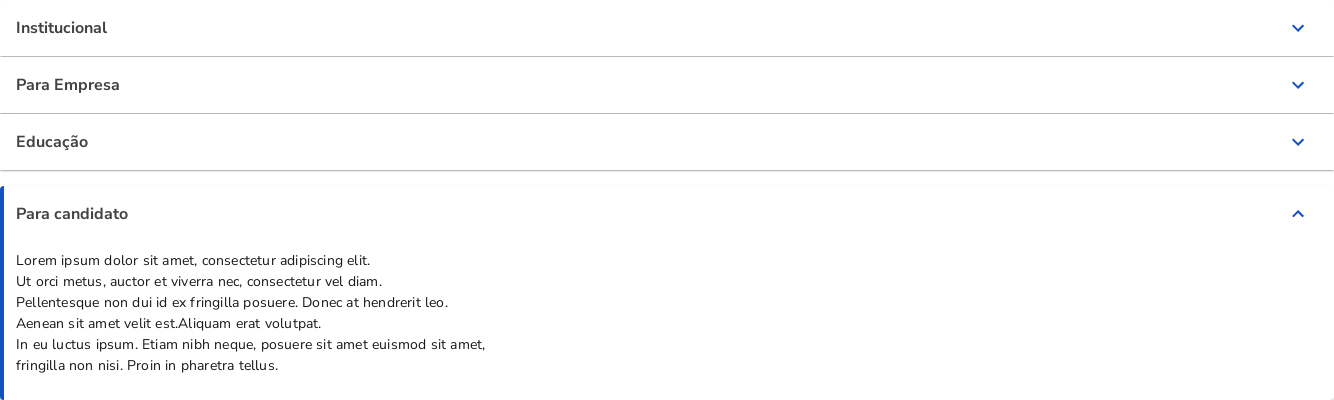 Institucional
Para Empresa
Educação
Para candidato
Lorem ipsum dolor sit amet, consectetur adipiscing elit.
Ut orci metus, auctor et viverra nec, consectetur vel diam.
Pellentesque non dui id ex fringilla posuere. Donec at hendrerit leo.
Aenean sit amet velit est.Aliquam erat volutpat.
In eu luctus ipsum. Etiam nibh neque, posuere sit amet euismod sit amet,
fringilla non nisi. Proin in pharetra tellus.